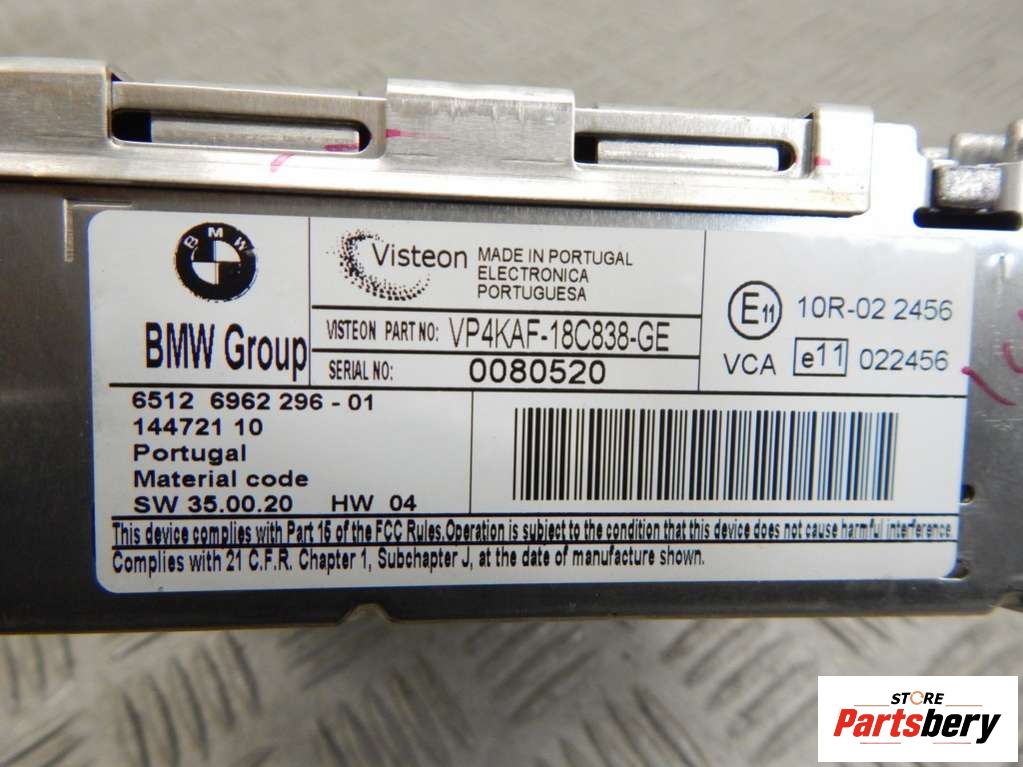 BMW
BMW Group
Visteon
MADE IN PORTUGAL
ELECTRONICA
PORTUGUESA
VISTEON PART NO: VP4KAF-18C838-GE
SERIAL NO: 0080520
E11 10R-02 2456
VCA e11 022456
6512 6962 296 - 01
144721 10
Portugal
Material code
SW 35.00.20 HW 04
This device complies with Part 15 of the FCC Rules.Operation is subject to the condition that this device does not cause harmful interference
Complies with 21 C.F.R. Chapter 1, Subchapter J, at the date of manufacture shown.
STORE
Partsbery